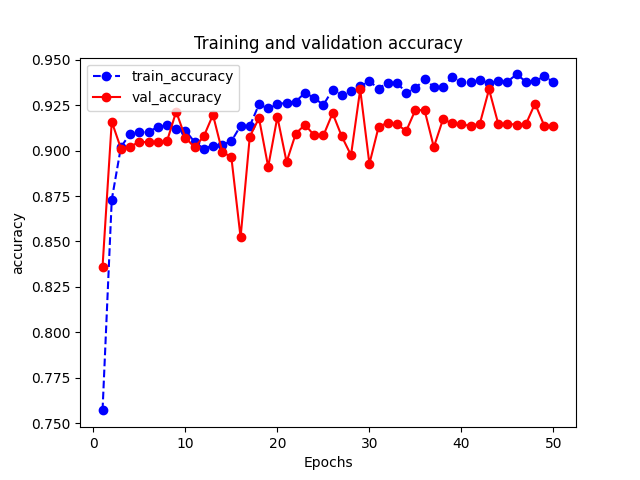 Training and validation accuracy
train_accuracy
val_accuracy
0.950
0.925
0.900
0.875
0.850
0.825
0.800
0.775
0.750
accuracy
0 10 20 30 40 50
Epochs